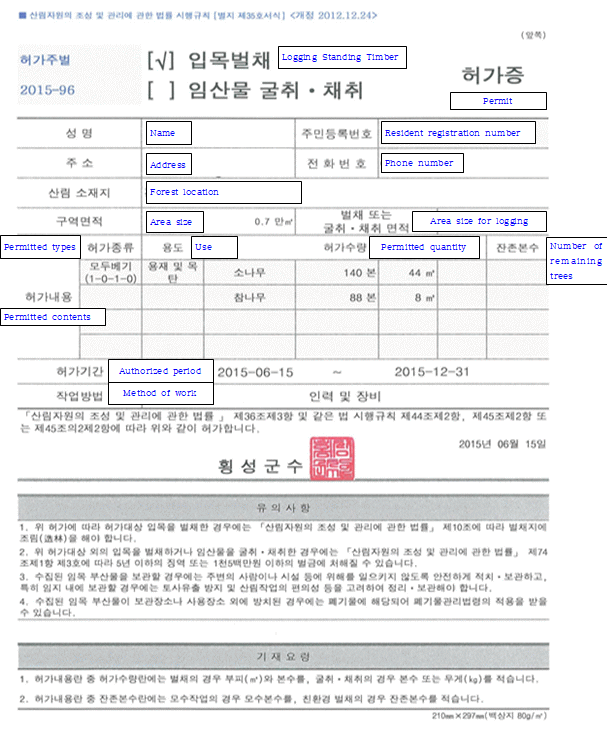 ■ 산림자원의 조성 및 관리에 관한 법률 시행규칙 [별지 제35호서식] <개정 2012.12.24>
(앞쪽)
허가주벌
2015-96
[√] 입목벌채 Logging Standing Timber
[ ] 임산물 굴취・채취
허가증
Permit
성 명 Name 주민등록번호 Resident registration number
주 소 Address 전 화 번 호 Phone number
산림 소재지 Forest location
구역면적 Area size 0.7 만㎡ 벌채 또는 굴취・채취 면적 Area size for logging
Permitted types 허가종류 용도 Use 허가수량 Permitted quantity 잔존본수 Number of remaining trees
모두베기 (1-0-1-0) 용재 및 목탄 소나무 140 본 44 ㎥
허가내용 참나무 88 본 8 ㎥
Permitted contents
허가기간 Authorized period 2015-06-15 ~ 2015-12-31
작업방법 Method of work 인력 및 장비
「산림자원의 조성 및 관리에 관한 법률 」 제36조제3항 및 같은 법 시행규칙 제44조제2항, 제45조제2항 또
는 제45조의2제2항에 따라 위와 같이 허가합니다.
2015년 06월 15일
횡 성 군 수
유 의 사 항
1. 위 허가에 따라 허가대상 입목을 벌채한 경우에는 「산림자원의 조성 및 관리에 관한 법률」 제10조에 따라 벌채지에
조림(造林)을 해야 합니다.
2. 위 허가대상 외의 입목을 벌채하거나 임산물을 굴취・채취한 경우에는 「산림자원의 조성 및 관리에 관한 법률」 제74
조제1항 제3호에 따라 5년 이하의 징역 또는 1천5백만원 이하의 벌금에 처해질 수 있습니다.
3. 수집된 임목 부산물을 보관할 경우에는 주변의 사람이나 시설 등에 위해를 일으키지 않도록 안전하게 적치・보관하고,
특히 임지 내에 보관할 경우에는 토사유출 방지 및 산림작업의 편의성 등을 고려하여 정리・보관해야 합니다.
4. 수집된 임목 부산물이 보관장소나 사용장소 외에 방치된 경우에는 폐기물에 해당되어 폐기물관리법령의 적용을 받을
수 있습니다.
기 재 요 령
1. 허가내용란 중 허가수량란에는 벌채의 경우 부피(㎥)와 본수를, 굴취・채취의 경우 본수 또는 무게(㎏)를 적습니다.
2. 허가내용란 중 잔존본수란에는 모수작업의 경우 모수본수를, 친환경 벌채의 경우 잔존본수를 적습니다.
210㎜×297㎜(백상지 80g/㎡)